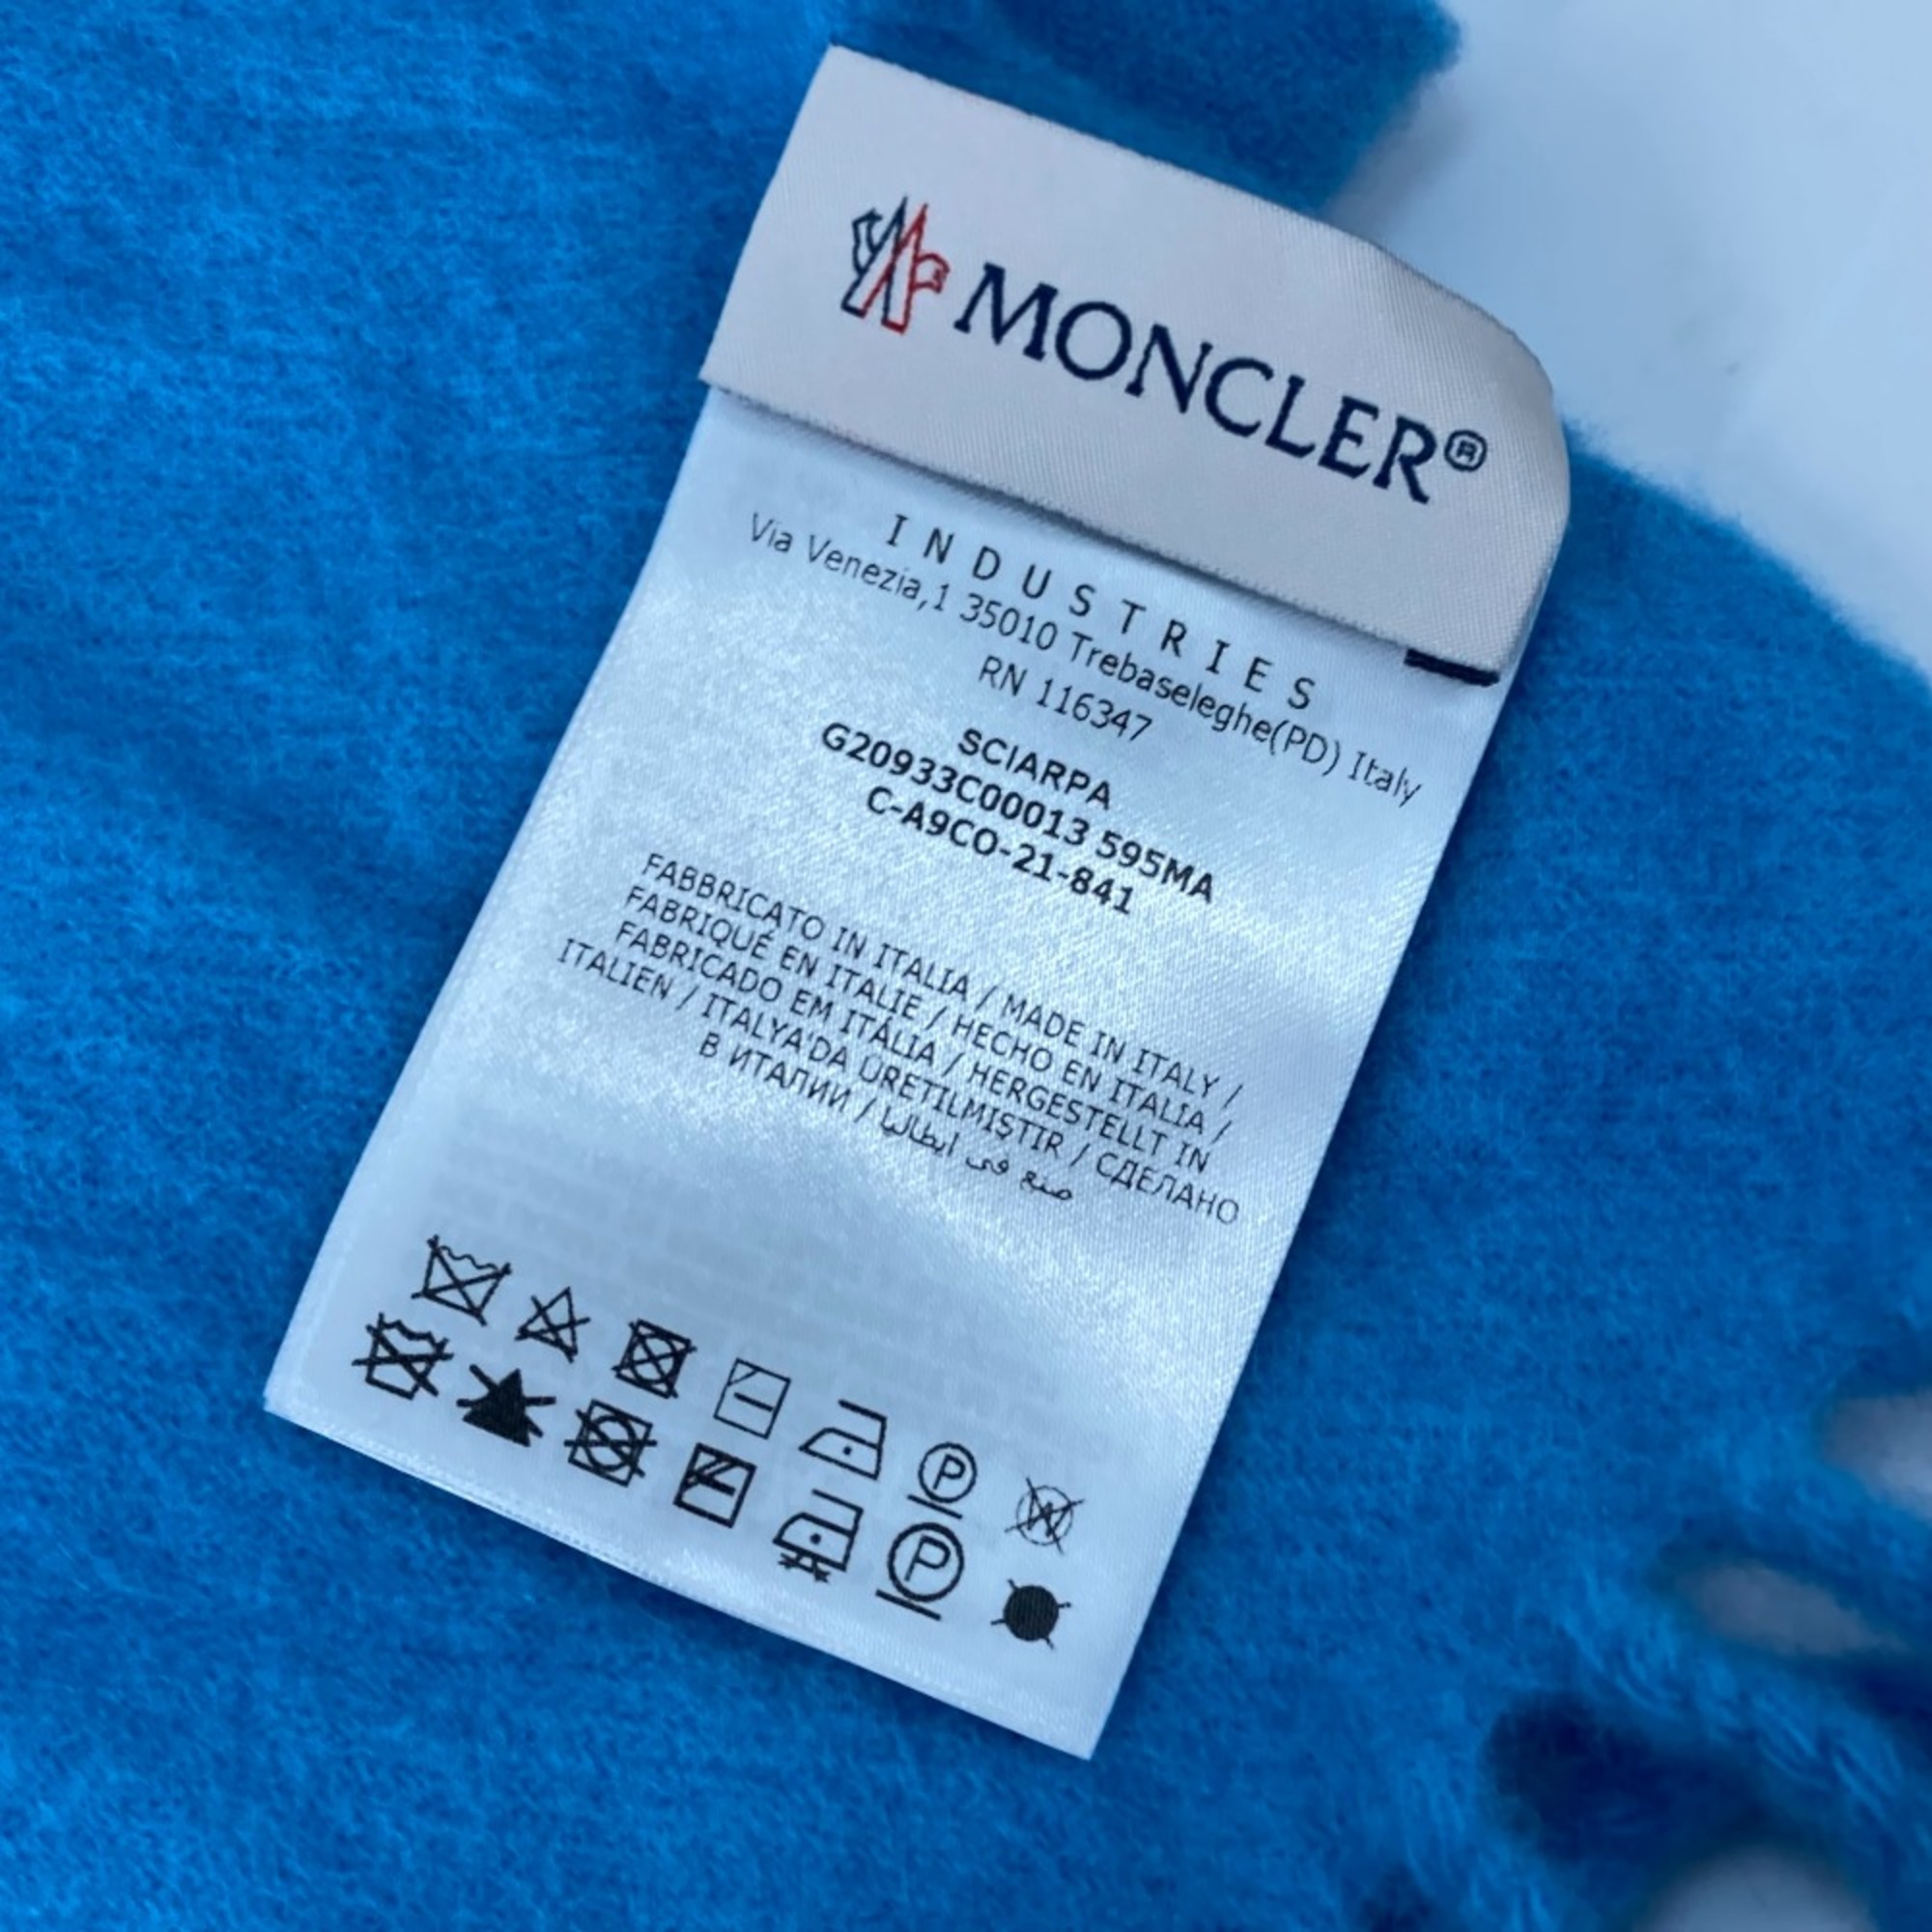 MONCLER®
INDUSTRIES
Via Venezia,1 35010 Trebaseleghe(PD) Italy
RN 116347
SCIARPA
G20933C00013 595MA
C-A9CO-21-841
FABBRICATO IN ITALIA / MADE IN ITALY /
FABRIQUÉ EN ITALIE / HECHO EN ITALIA /
FABRICADO EM ITÁLIA / HERGESTELLT IN
ITALIEN / ITALYA'DA ÜRETILMIŞTIR / СДЕЛАНО
В ИТАЛИИ / صنع في ايطاليا
P W
P